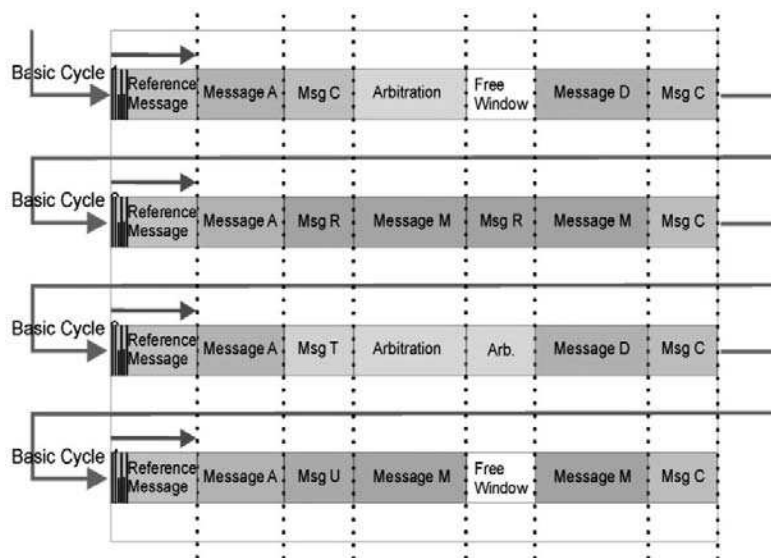 Basic Cycle
Reference
Message
Message A
Msg C
Arbitration
Free
Window
Message D
Msg C
Basic Cycle
Reference
Message
Message A
Msg R
Message M
Msg R
Message M
Msg C
Basic Cycle
Reference
Message
Message A
Msg T
Arbitration
Arb.
Message D
Msg C
Basic Cycle
Reference
Message
Message A
Msg U
Message M
Free
Window
Message M
Msg C